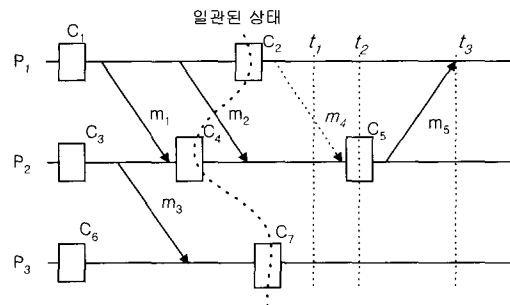 일관된 상태
C₁ C₂ t₁ t₂ t₃
P₁
m₁ m₂ m₄ m₅
C₃ C₄ C₅
P₂
m₃
C₆ C₇
P₃